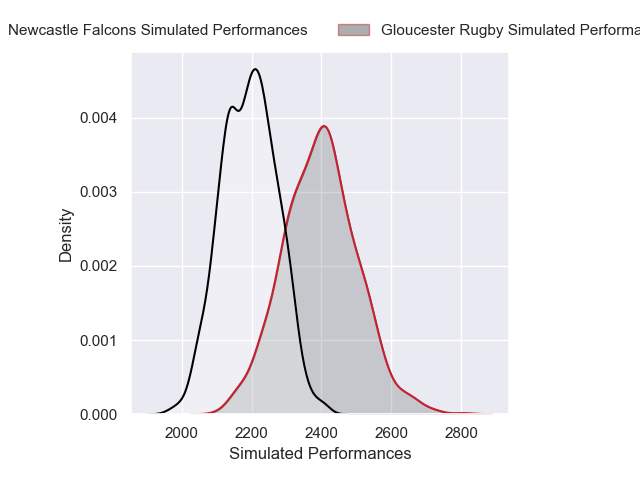 Newcastle Falcons Simulated Performances
Gloucester Rugby Simulated Performa
Density
0.004
0.003
0.002
0.001
0.000
2000
2200
2400
2600
2800
Simulated Performances